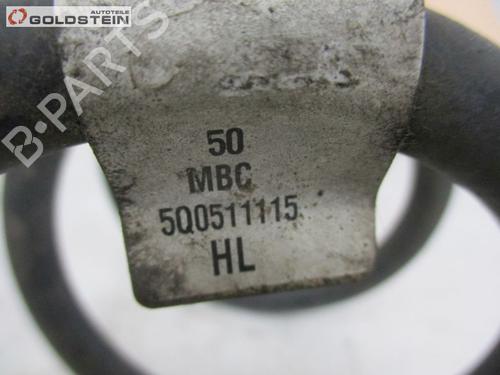 AUTOTEILE
GOLDSTEIN
B-PARTS
50
MBC
5Q0511115
HL